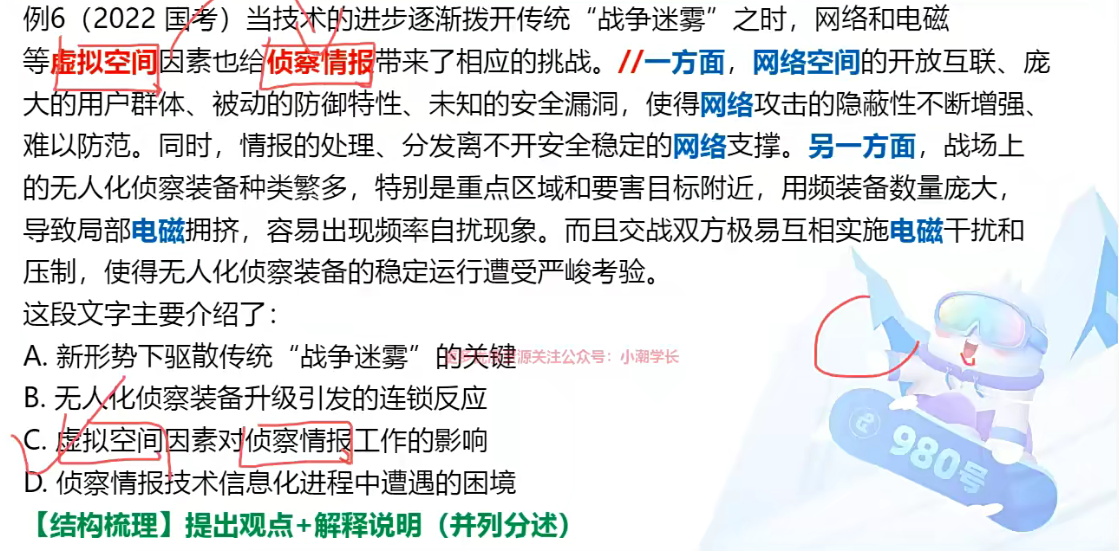 例6（2022 国考）当技术的进步逐渐拨开传统“战争迷雾”之时，网络和电磁
等虚拟空间因素也给侦察情报带来了相应的挑战。//一方面，网络空间的开放互联、庞
大的用户群体、被动的防御特性、未知的安全漏洞，使得网络攻击的隐蔽性不断增强、
难以防范。同时，情报的处理、分发离不开安全稳定的网络支撑。另一方面，战场上
的无人化侦察装备种类繁多，特别是重点区域和要害目标附近，用频装备数量庞大，
导致局部电磁拥挤，容易出现频率自扰现象。而且交战双方极易互相实施电磁干扰和
压制，使得无人化侦察装备的稳定运行遭受严峻考验。
这段文字主要介绍了：
A. 新形势下驱散传统“战争迷雾”的关键
源关注公众号：小潮学长
B. 无人化侦察装备升级引发的连锁反应
C. 虚拟空间因素对侦察情报工作的影响
D. 侦察情报技术信息化进程中遭遇的困境
【结构梳理】提出观点+解释说明（并列分述）
980号